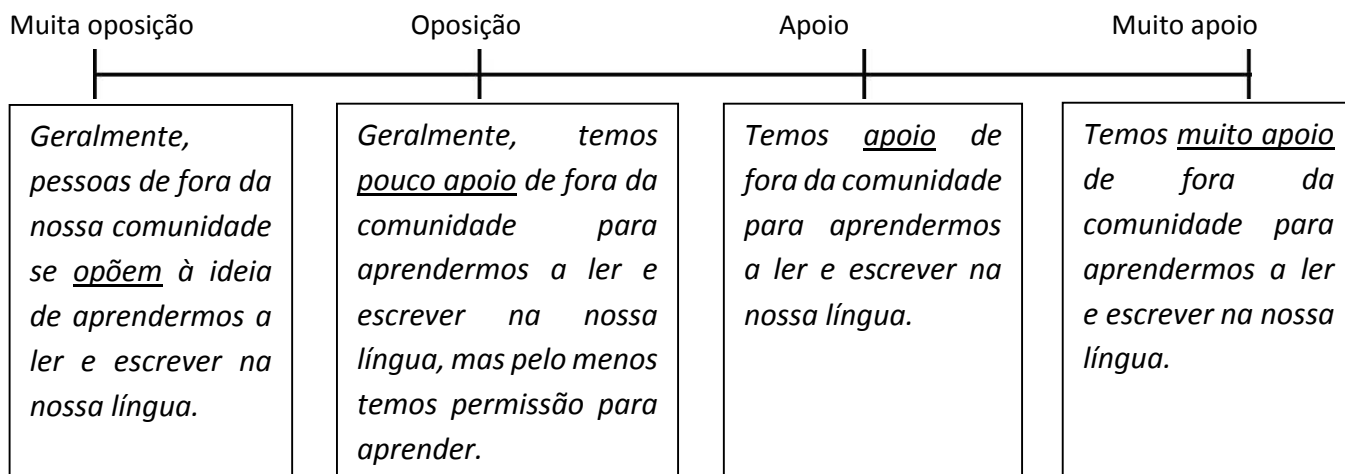 Muita oposição Oposição Apoio Muito apoio
Geralmente,
pessoas de fora da
nossa comunidade
se opõem à ideia
de aprendermos a
ler e escrever na
nossa língua.
Geralmente, temos
pouco apoio de fora da
comunidade para
aprendermos a ler e
escrever na nossa
língua, mas pelo menos
temos permissão para
aprender.
Temos apoio de
fora da comunidade
para aprendermos
a ler e escrever na
nossa língua.
Temos muito apoio
de fora da
comunidade para
aprendermos a ler
e escrever na nossa
língua.